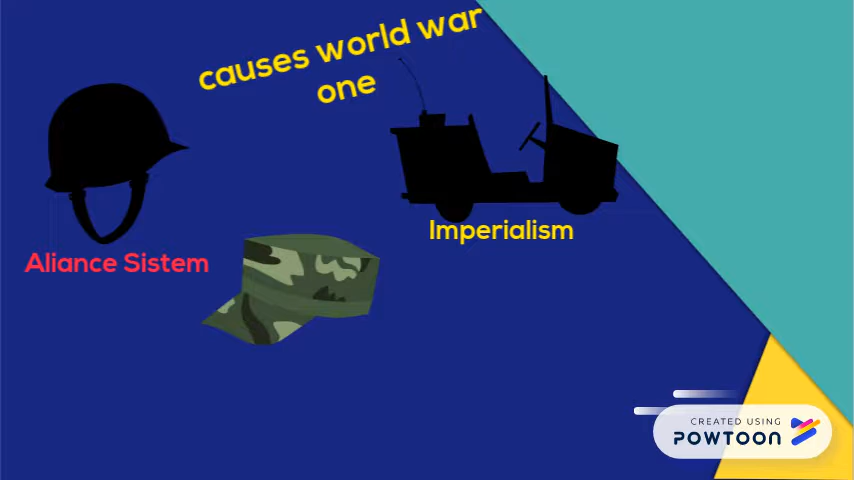 causes world war
one
Imperialism
Aliance Sistem
CREATED USING
POWTOON